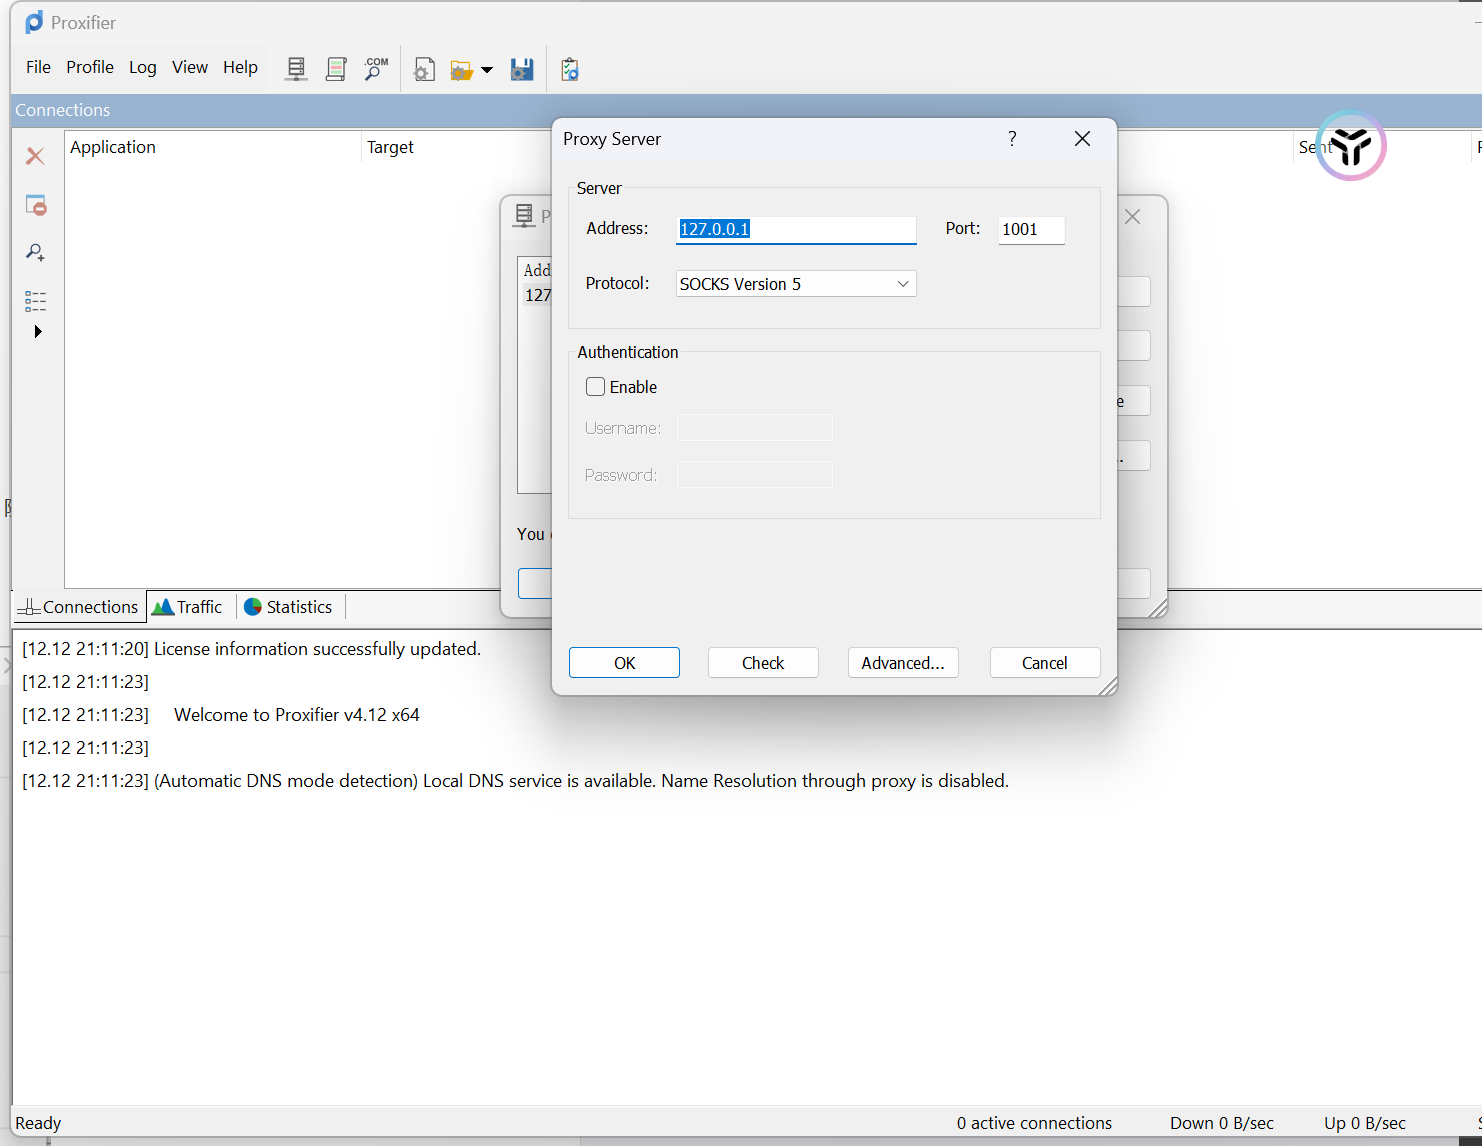 Proxifier
File Profile Log View Help .COM
Connections
Application Target Sent
Proxy Server ?
Server
Address: 127.0.0.1 Port: 1001
Protocol: SOCKS Version 5
Authentication
Enable
Username:
Password:
OK Check Advanced... Cancel
P
Add
127
e
.
You
Connections Traffic Statistics
[12.12 21:11:20] License information successfully updated.
[12.12 21:11:23]
[12.12 21:11:23] Welcome to Proxifier v4.12 x64
[12.12 21:11:23]
[12.12 21:11:23] (Automatic DNS mode detection) Local DNS service is available. Name Resolution through proxy is disabled.
Ready 0 active connections Down 0 B/sec Up 0 B/sec